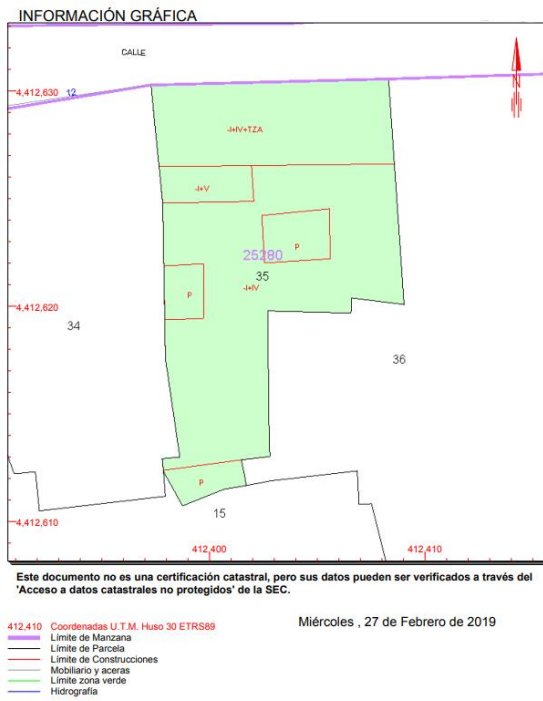 INFORMACIÓN GRÁFICA
CALLE
N
4,412,630
12
-I+IV+TZA
-I+V
P
25280
35
-I+IV
P
4,412,620
34
36
P
15
4,412,610
412,400
412,410
Este documento no es una certificación catastral, pero sus datos pueden ser verificados a través del
'Acceso a datos catastrales no protegidos' de la SEC.
412,410 Coordenadas U.T.M. Huso 30 ETRS89
Miércoles , 27 de Febrero de 2019
Límite de Manzana
Límite de Parcela
Límite de Construcciones
Mobiliario y aceras
Límite zona verde
Hidrografía